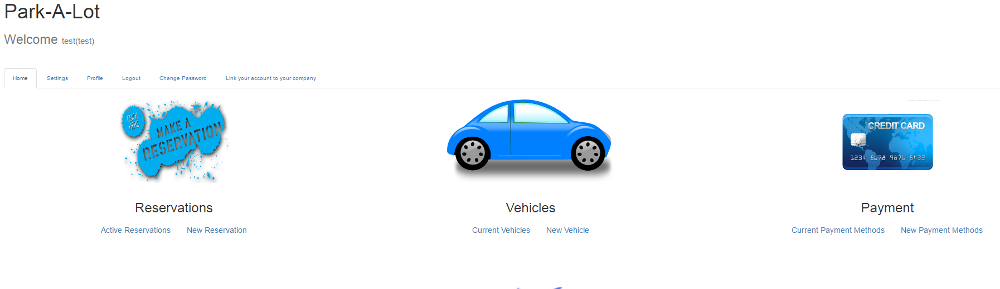 Park-A-Lot
Welcome test(test)
Home Settings Profile Logout Change Password Link your account to your company
CLICK
HERE
MAKE A
RESERVATION
CREDIT CARD
1234 5678 9876 5432
Reservations Vehicles Payment
Active Reservations New Reservation Current Vehicles New Vehicle Current Payment Methods New Payment Methods